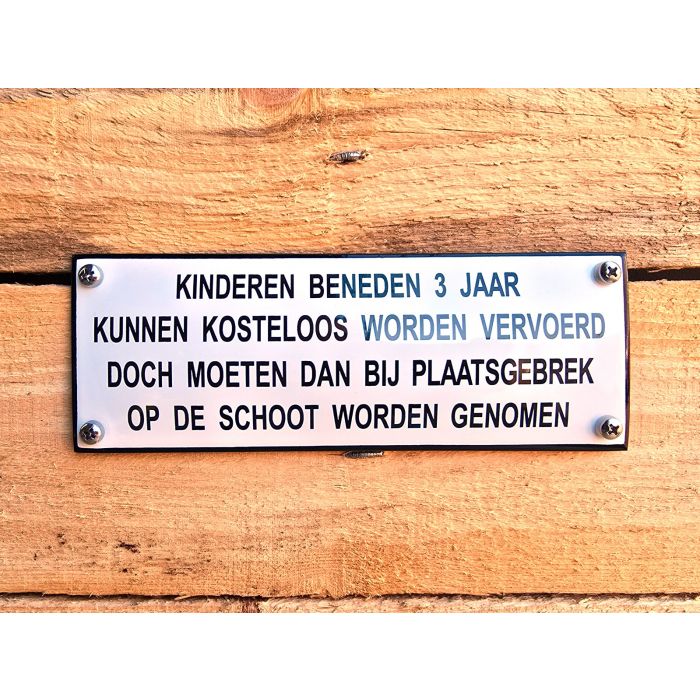 KINDEREN BENEDEN 3 JAAR
KUNNEN KOSTELOOS WORDEN VERVOERD
DOCH MOETEN DAN BIJ PLAATSGEBREK
OP DE SCHOOT WORDEN GENOMEN